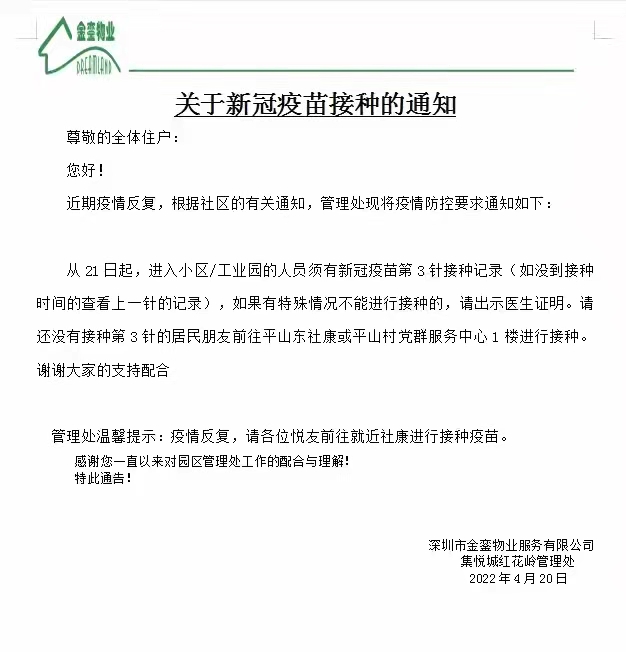 金銮物业
DREAMLAND
关于新冠疫苗接种的通知
尊敬的全体住户：
您好！
近期疫情反复，根据社区的有关通知，管理处现将疫情防控要求通知如下：
从 21 日起，进入小区/工业园的人员须有新冠疫苗第 3 针接种记录（如没到接种
时间的查看上一针的记录），如果有特殊情况不能进行接种的，请出示医生证明。请
还没有接种第 3 针的居民朋友前往平山东社康或平山村党群服务中心 1 楼进行接种。
谢谢大家的支持配合
管理处温馨提示：疫情反复，请各位悦友前往就近社康进行接种疫苗。
感谢您一直以来对园区管理处工作的配合与理解!
特此通告!
深圳市金銮物业服务有限公司
集悦城红花岭管理处
2022 年 4 月 20 日